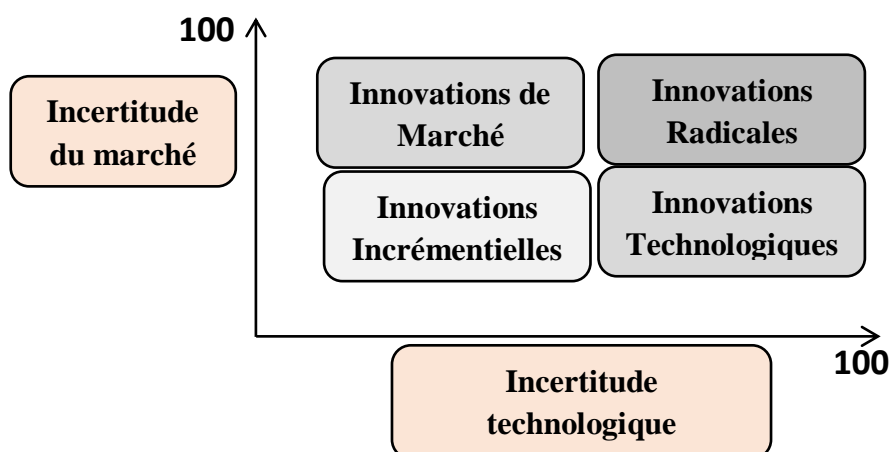 100
Incertitude
du marché
Innovations de
Marché
Innovations
Radicales
Innovations
Incrémentielles
Innovations
Technologiques
100
Incertitude
technologique